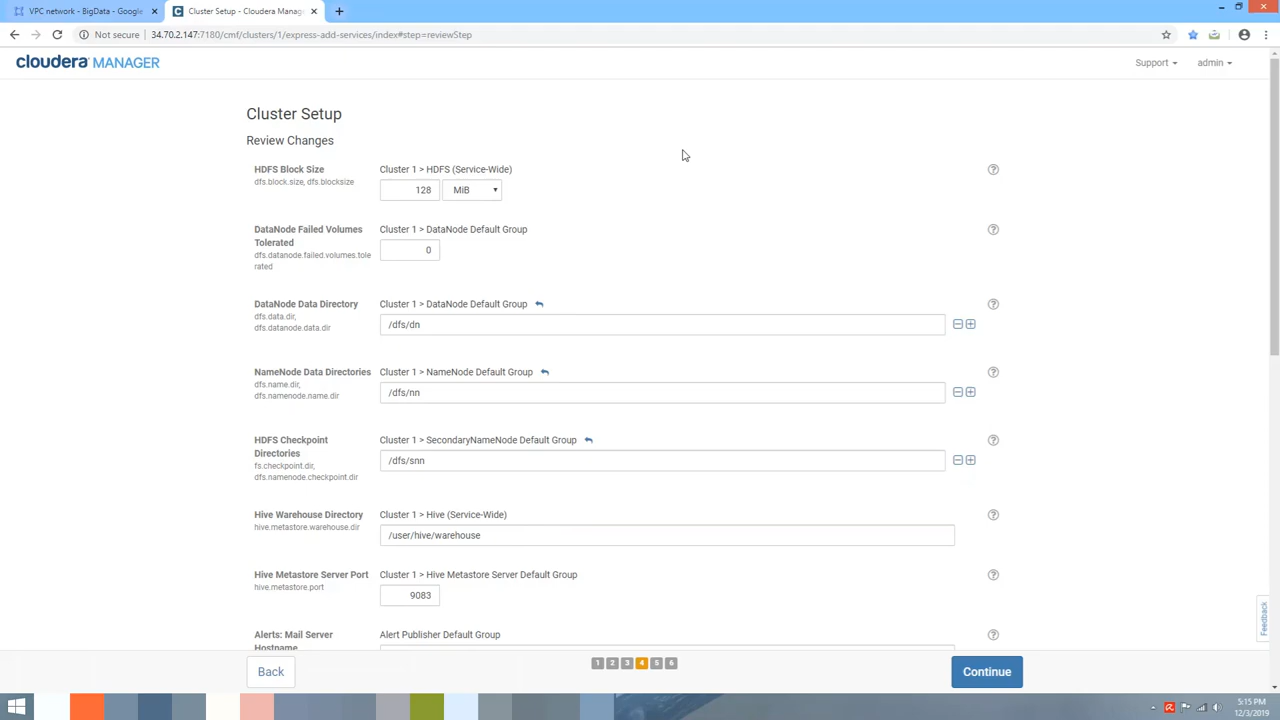 VPC network - BigData - Google
Cluster Setup - Cloudera Manag
Not secure
34.70.2.147:7180/cmf/clusters/1/express-add-services/index#step=reviewStep
cloudera MANAGER
Support
admin
Cluster Setup
Review Changes
HDFS Block Size
dfs.block.size, dfs.blocksize
Cluster 1 > HDFS (Service-Wide)
128
MiB
DataNode Failed Volumes
Tolerated
dfs.datanode.failed.volumes.tole
rated
Cluster 1 > DataNode Default Group
0
DataNode Data Directory
dfs.data.dir,
dfs.datanode.data.dir
Cluster 1 > DataNode Default Group
/dfs/dn
NameNode Data Directories
dfs.name.dir,
dfs.namenode.name.dir
Cluster 1 > NameNode Default Group
/dfs/nn
HDFS Checkpoint
Directories
fs.checkpoint.dir,
dfs.namenode.checkpoint.dir
Cluster 1 > SecondaryNameNode Default Group
/dfs/snn
Hive Warehouse Directory
hive.metastore.warehouse.dir
Cluster 1 > Hive (Service-Wide)
/user/hive/warehouse
Hive Metastore Server Port
hive.metastore.port
Cluster 1 > Hive Metastore Server Default Group
9083
Alerts: Mail Server
Hostname
Alert Publisher Default Group
Feedback
Back
1 2 3 4 5 6
Continue
5:15 PM
12/3/2019